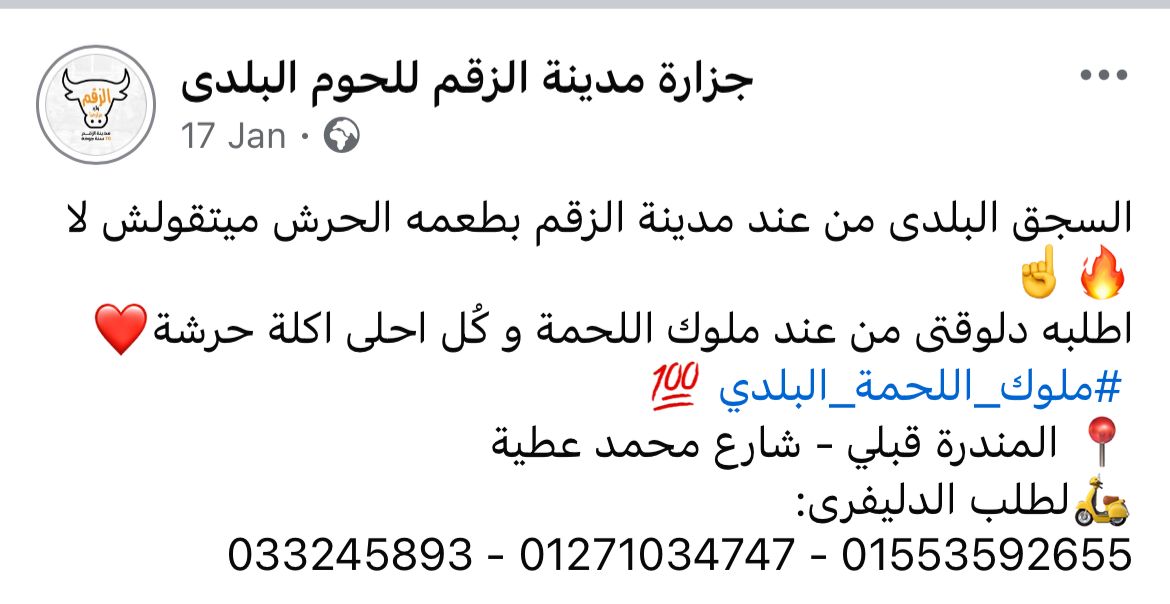 جزارة مدينة الزقم للحوم البلدى
17 Jan ·
السجق البلدى من عند مدينة الزقم بطعمه الحرش ميتقولش لا
🔥☝️
اطلبه دلوقتى من عند ملوك اللحمة و كُل احلى اكلة حرشة❤️
#ملوك_اللحمة_البلدي 💯
📍 المندرة قبلي - شارع محمد عطية
🛵لطلب الدليفرى:
01553592655 - 01271034747 - 033245893
الزقم